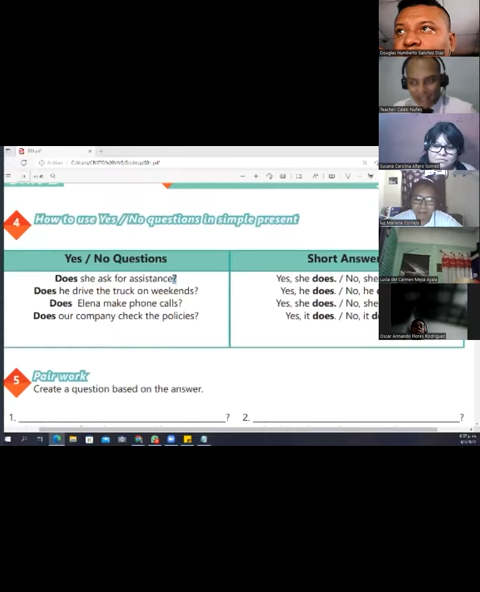 4 How to use Yes/No questions in simple present
Yes / No Questions
Does she ask for assistance?
Does he drive the truck on weekends?
Does Elena make phone calls?
Does our company check the policies?
Short Answer
Yes, she does. / No, she
Yes, he does. / No, he
Yes, she does. / No, she
Yes, it does. / No, it d
5 Pair work
Create a question based on the answer.
1. ? 2. ?
Douglas Humberto Sanchez Diaz
Teacher Caleb Nuñez
Susana Carolina Alfaro Gomez
Lucia del Carmen Mejia Ayala
Oscar Armando Flores Rodriguez